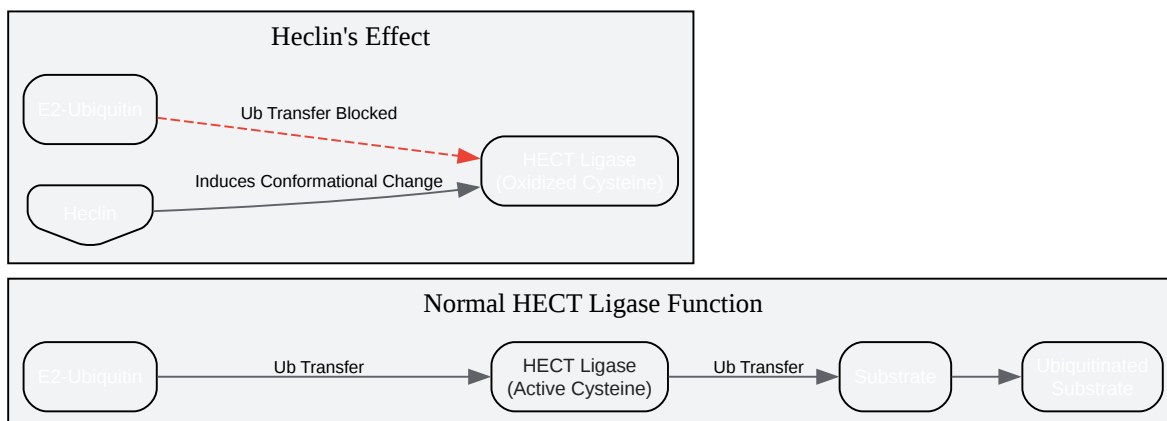 Heclin's Effect
E2-Ubiquitin
Ub Transfer Blocked
HECT Ligase
(Oxidized Cysteine)
Induces Conformational Change
Heclin
Normal HECT Ligase Function
E2-Ubiquitin
Ub Transfer
HECT Ligase
(Active Cysteine)
Ub Transfer
Substrate
Ubiquitinated
Substrate